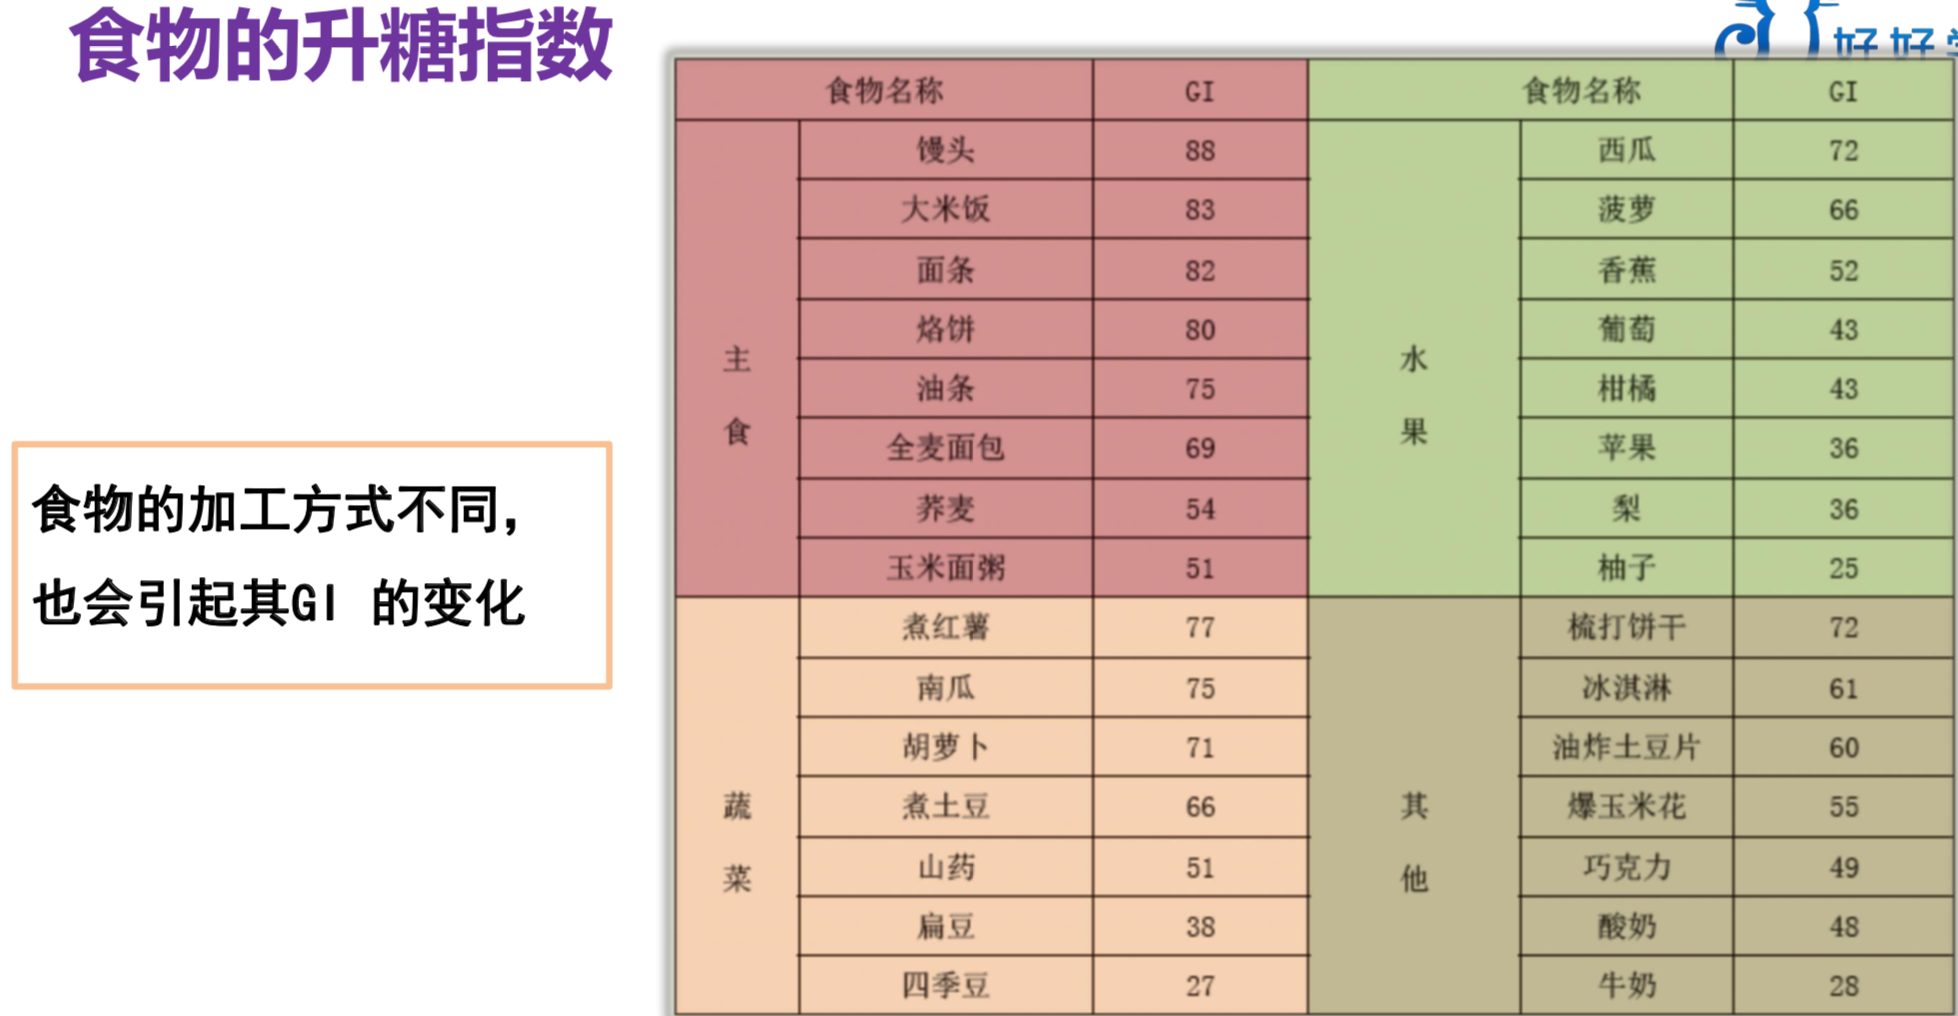 食物的升糖指数
好好
食物名称 GI 食物名称 GI
主食 馒头 88 水果 西瓜 72
大米饭 83 菠萝 66
面条 82 香蕉 52
烙饼 80 葡萄 43
油条 75 柑橘 43
全麦面包 69 苹果 36
荞麦 54 梨 36
玉米面粥 51 柚子 25
蔬菜 煮红薯 77 其他 梳打饼干 72
南瓜 75 冰淇淋 61
胡萝卜 71 油炸土豆片 60
煮土豆 66 爆玉米花 55
山药 51 巧克力 49
扁豆 38 酸奶 48
四季豆 27 牛奶 28
食物的加工方式不同，
也会引起其GI 的变化